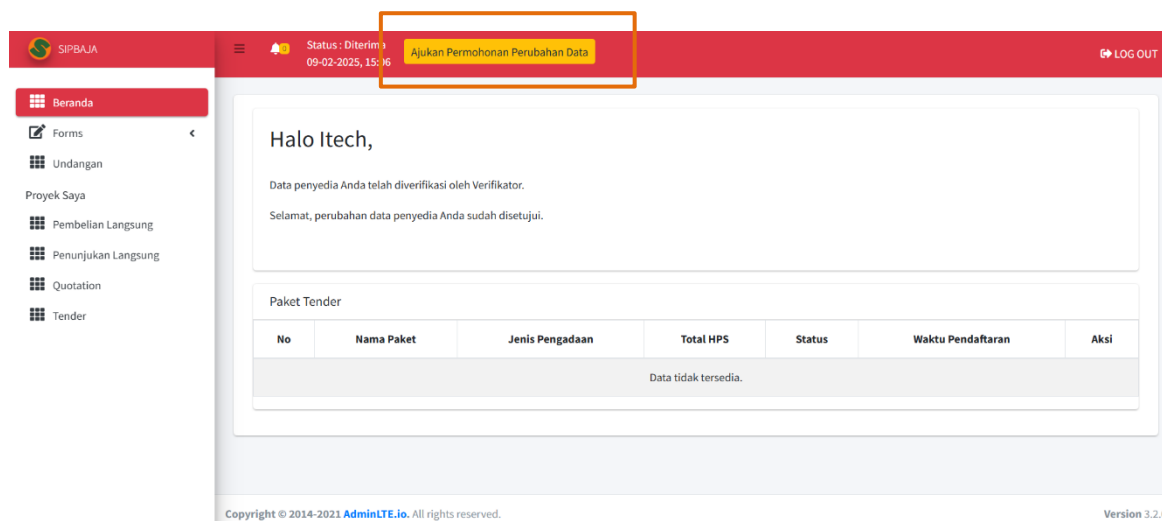 SIPBAJA
0
Status : Diterima
09-02-2025, 15:06
Ajukan Permohonan Perubahan Data
LOG OUT
Beranda
Forms
Undangan
Proyek Saya
Pembelian Langsung
Penunjukan Langsung
Quotation
Tender
Halo Itech,
Data penyedia Anda telah diverifikasi oleh Verifikator.
Selamat, perubahan data penyedia Anda sudah disetujui.
Paket Tender
No Nama Paket Jenis Pengadaan Total HPS Status Waktu Pendaftaran Aksi
Data tidak tersedia.
Copyright © 2014-2021 AdminLTE.io. All rights reserved.
Version 3.2.